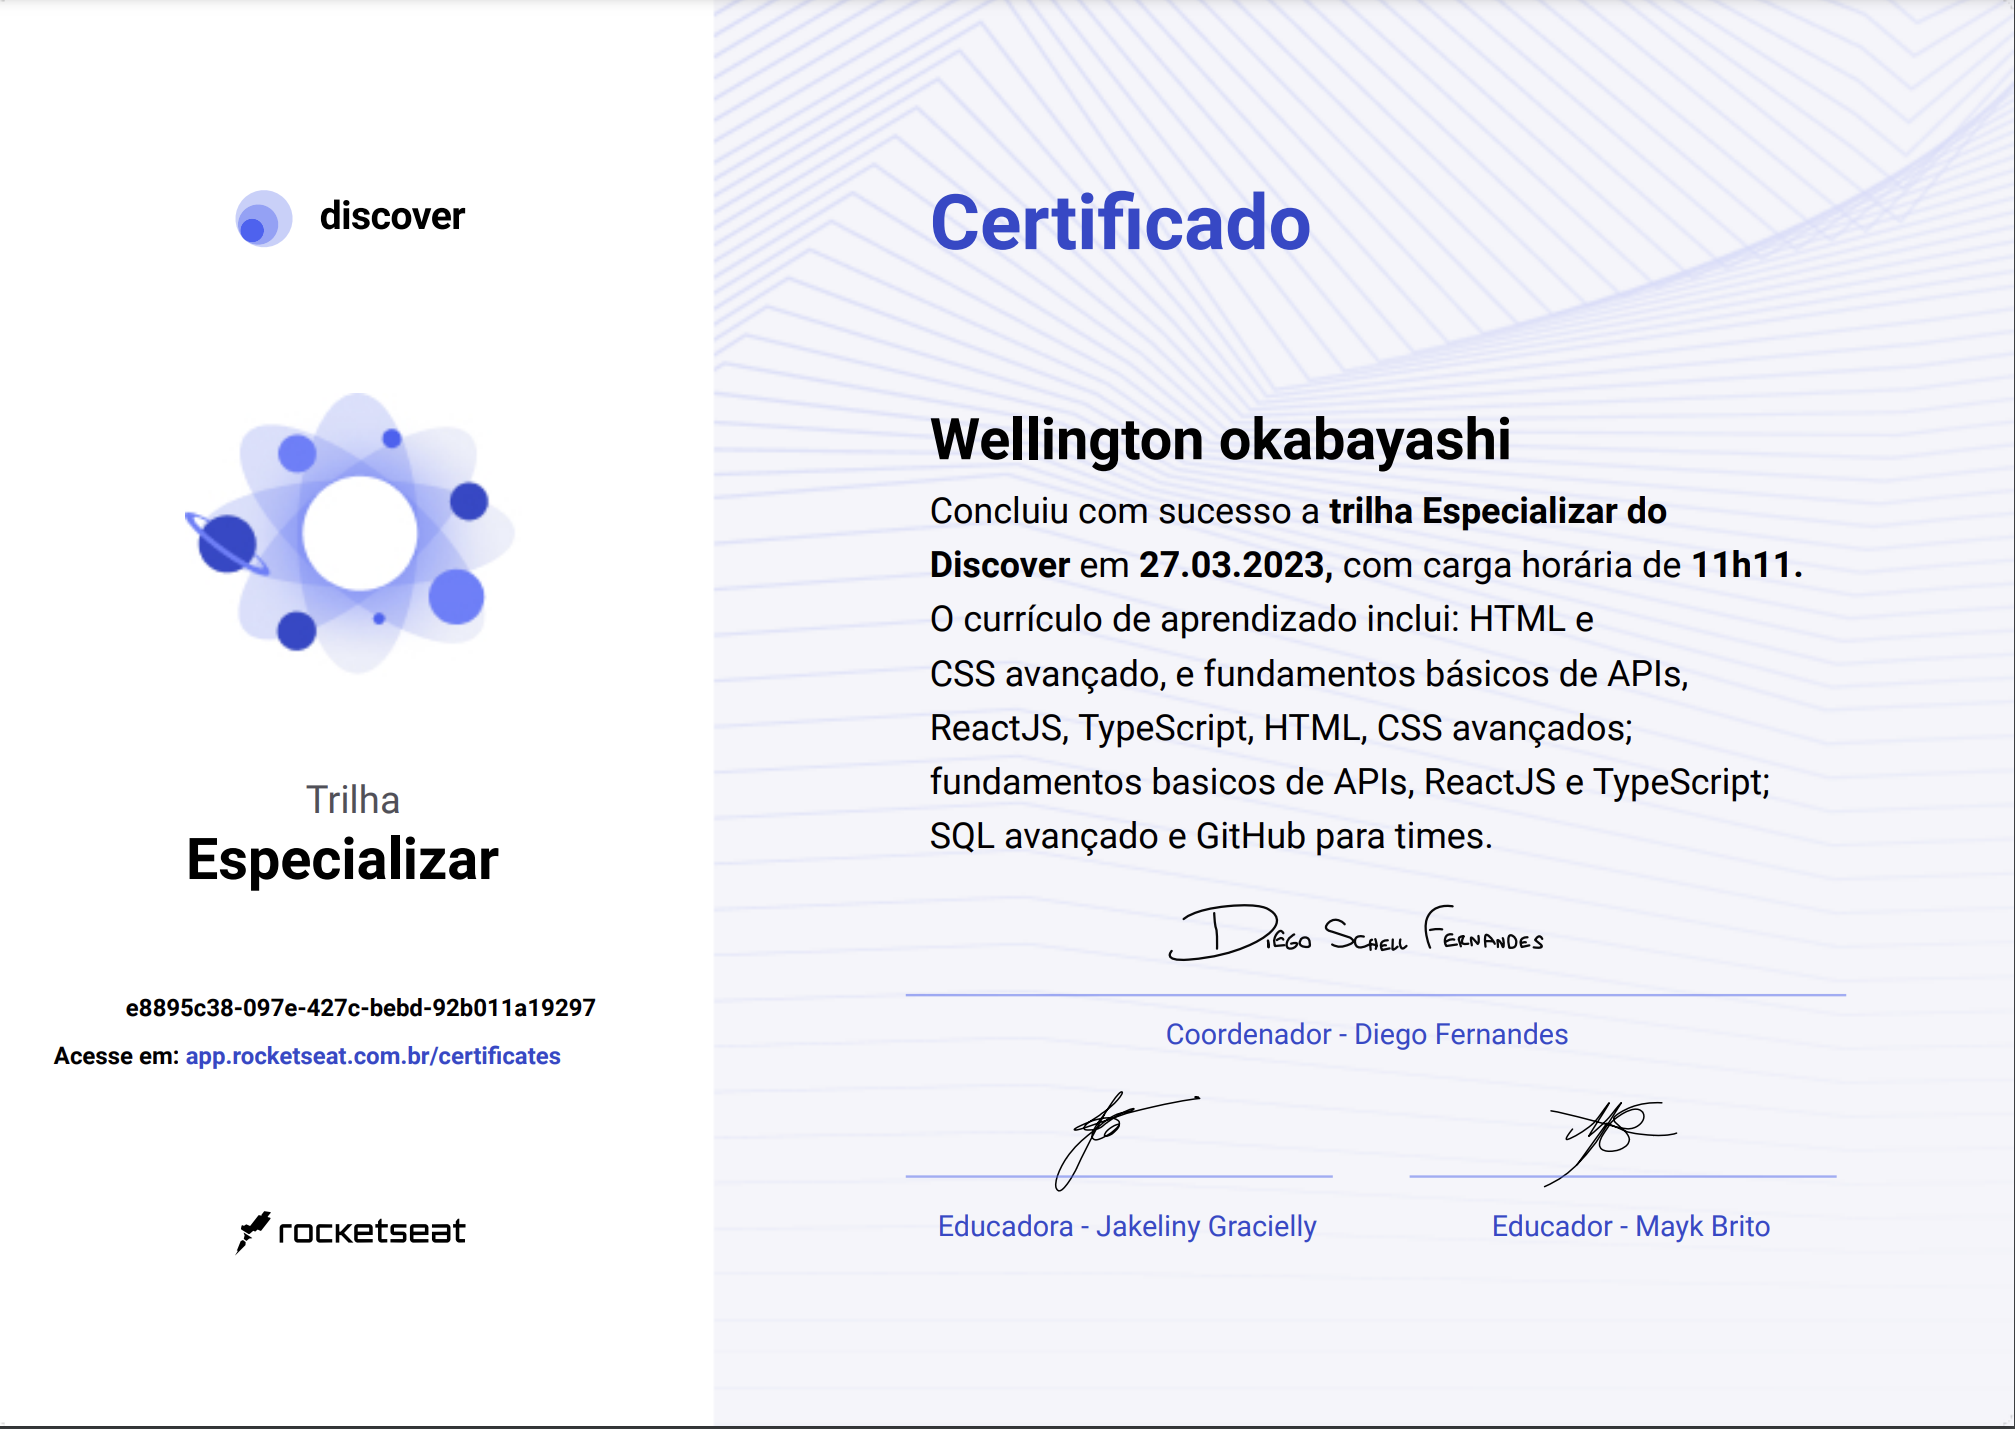 discover
Trilha
Especializar
e8895c38-097e-427c-bebd-92b011a19297
Acesse em: app.rocketseat.com.br/certificates
rocketseat
Certificado
Wellington okabayashi
Concluiu com sucesso a trilha Especializar do
Discover em 27.03.2023, com carga horária de 11h11.
O currículo de aprendizado inclui: HTML e
CSS avançado, e fundamentos básicos de APIs,
ReactJS, TypeScript, HTML, CSS avançados;
fundamentos basicos de APIs, ReactJS e TypeScript;
SQL avançado e GitHub para times.
DIEGO SCHELL FERNANDES
Coordenador - Diego Fernandes
Educadora - Jakeliny Gracielly
Educador - Mayk Brito